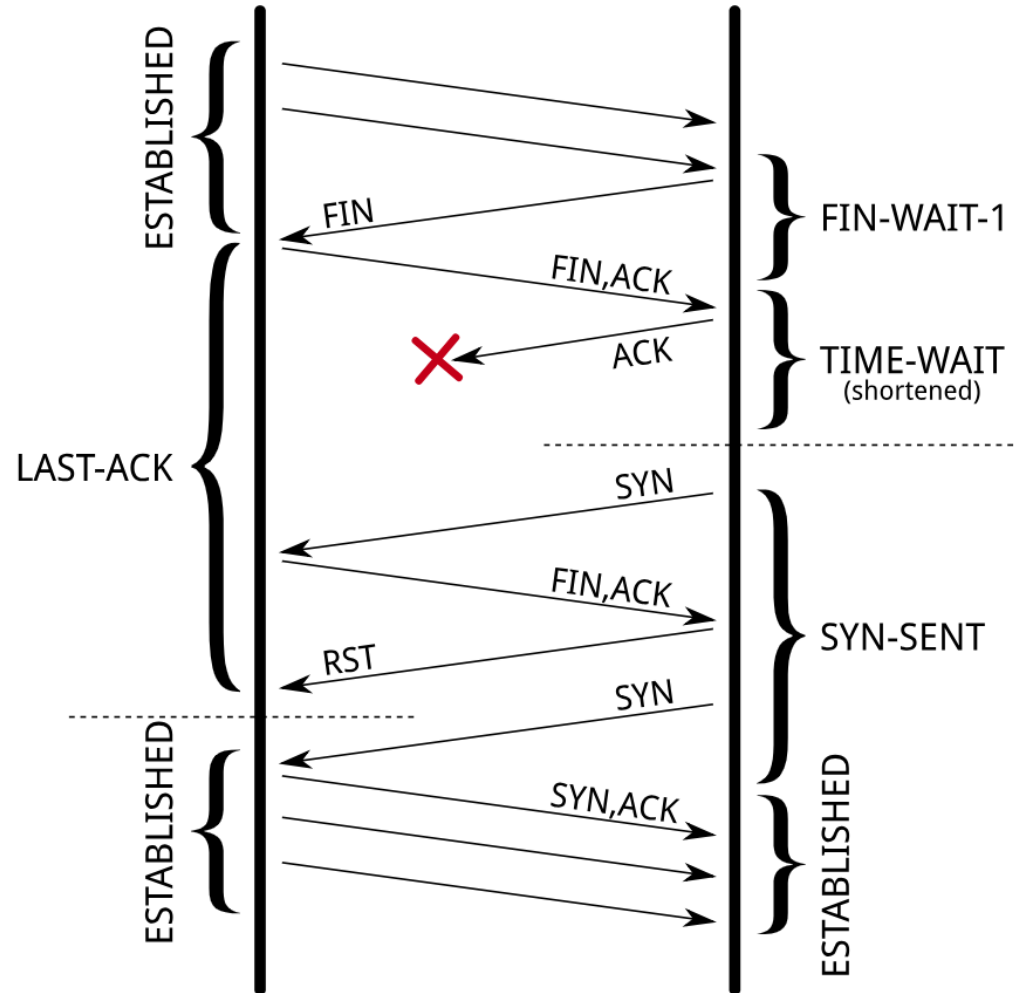 ESTABLISHED
FIN
FIN-WAIT-1
FIN,ACK
ACK
TIME-WAIT
(shortened)
LAST-ACK
SYN
FIN,ACK
SYN-SENT
RST
SYN
ESTABLISHED
SYN,ACK
ESTABLISHED